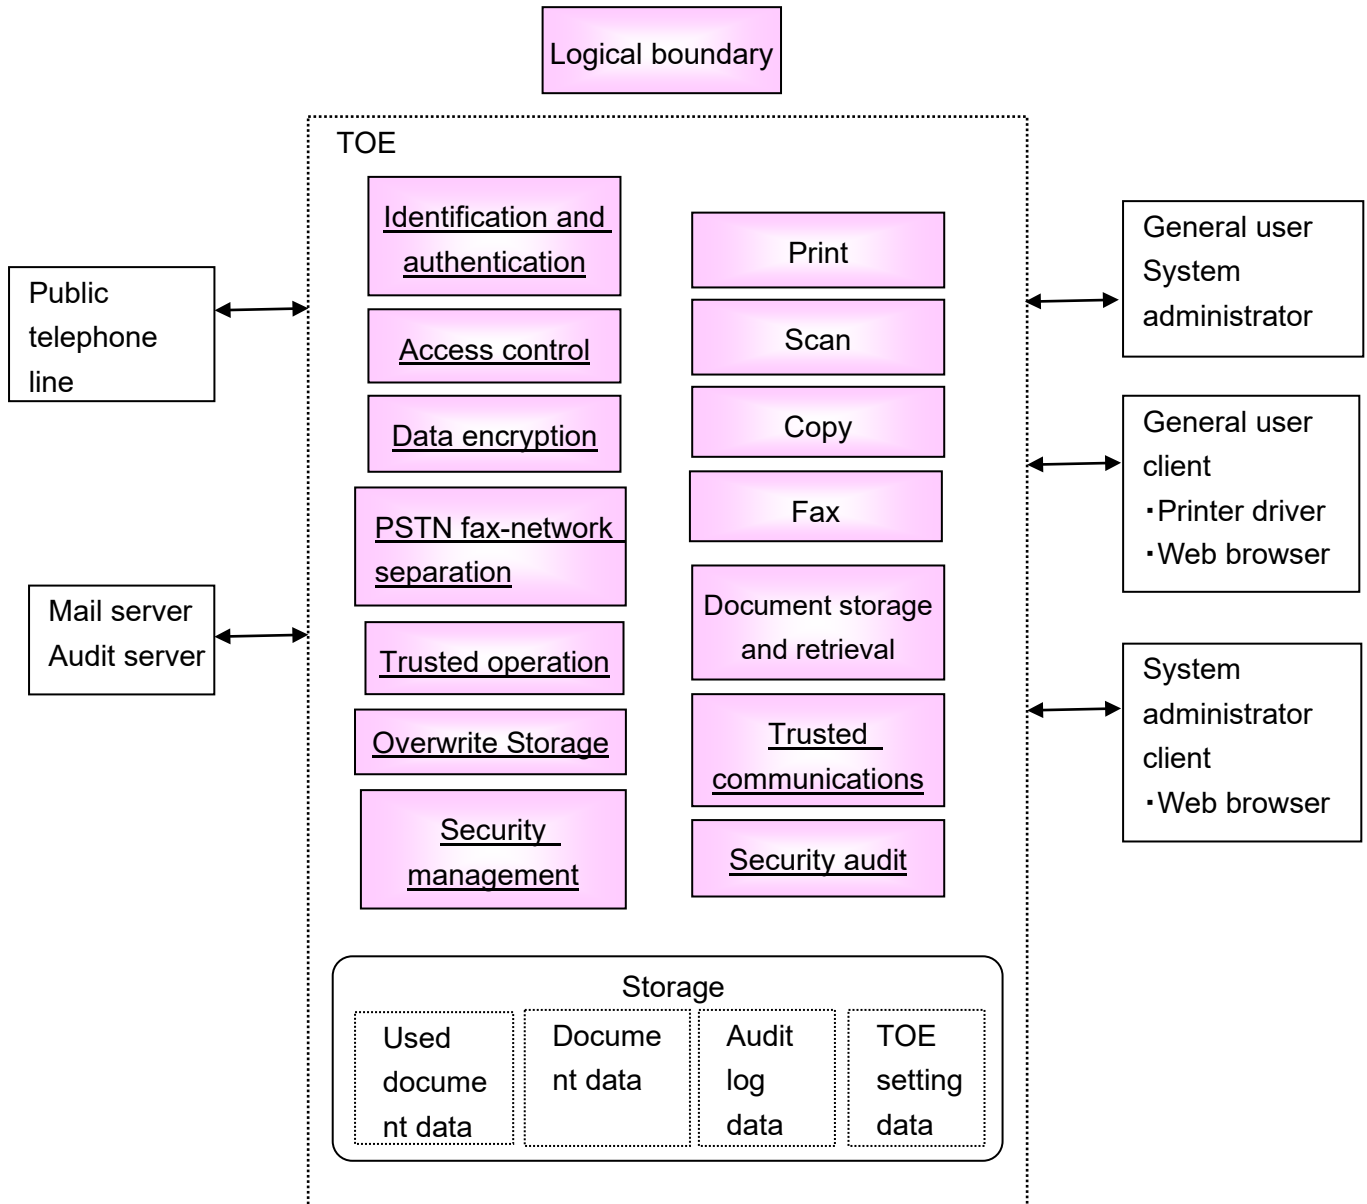 Logical boundary
TOE
Identification and
authentication
Access control
Data encryption
PSTN fax-network
separation
Trusted operation
Overwrite Storage
Security
management
Print
Scan
Copy
Fax
Document storage
and retrieval
Trusted
communications
Security audit
Public
telephone
line
Mail server
Audit server
General user
System
administrator
General user
client
・Printer driver
・Web browser
System
administrator
client
・Web browser
Storage
Used
docume
nt data
Docume
nt data
Audit
log
data
TOE
setting
data